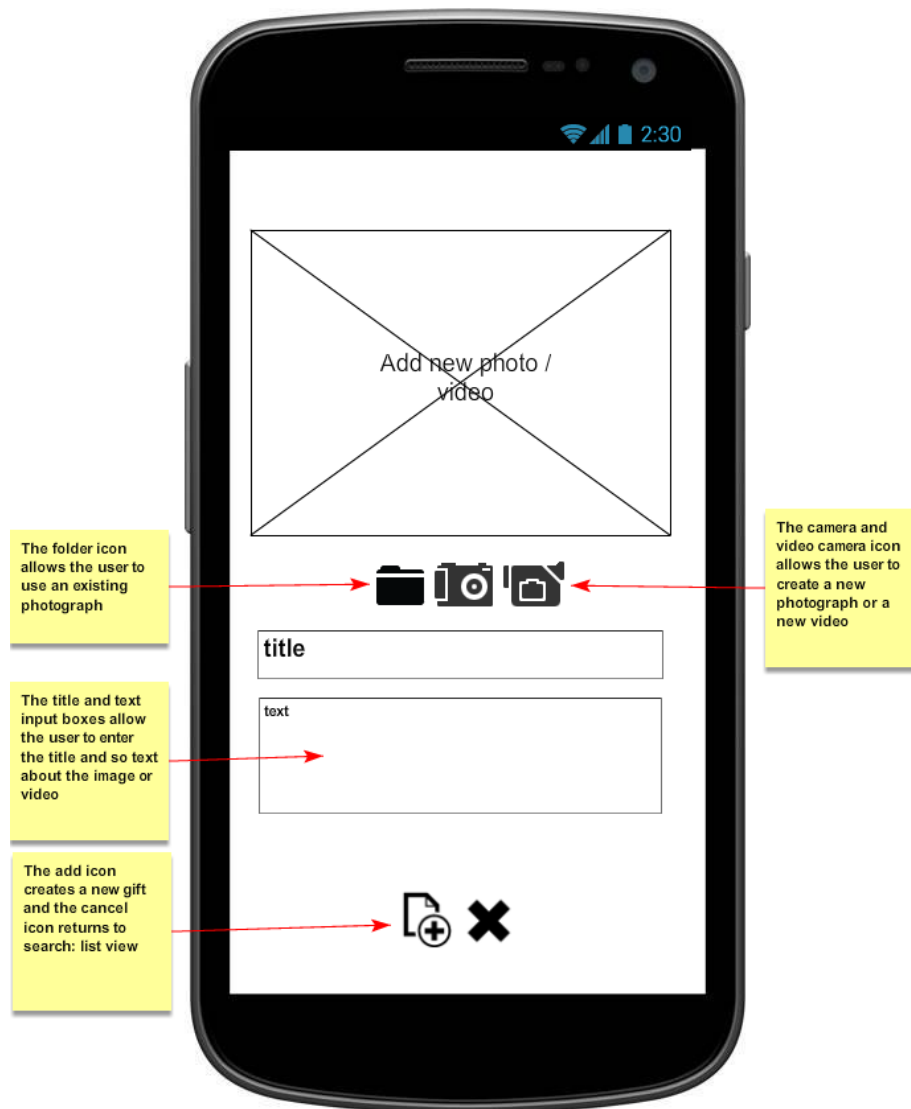 2:30
Add new photo /
video
The folder icon
allows the user to
use an existing
photograph
The camera and
video camera icon
allows the user to
create a new
photograph or a
new video
title
text
The title and text
input boxes allow
the user to enter
the title and so text
about the image or
video
The add icon
creates a new gift
and the cancel
icon returns to
search: list view